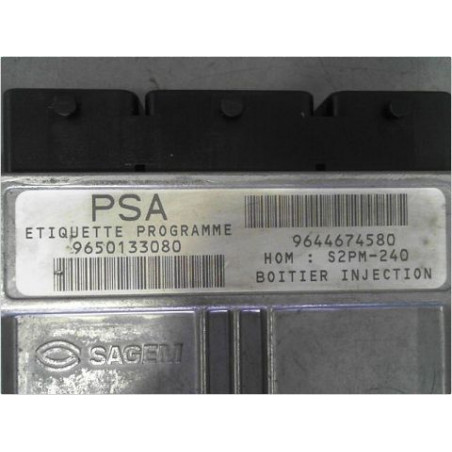 PSA
ETIQUETTE PROGRAMME
9650133080
9644674580
HOM : S2PM-240
BOITIER INJECTION
SAGEM